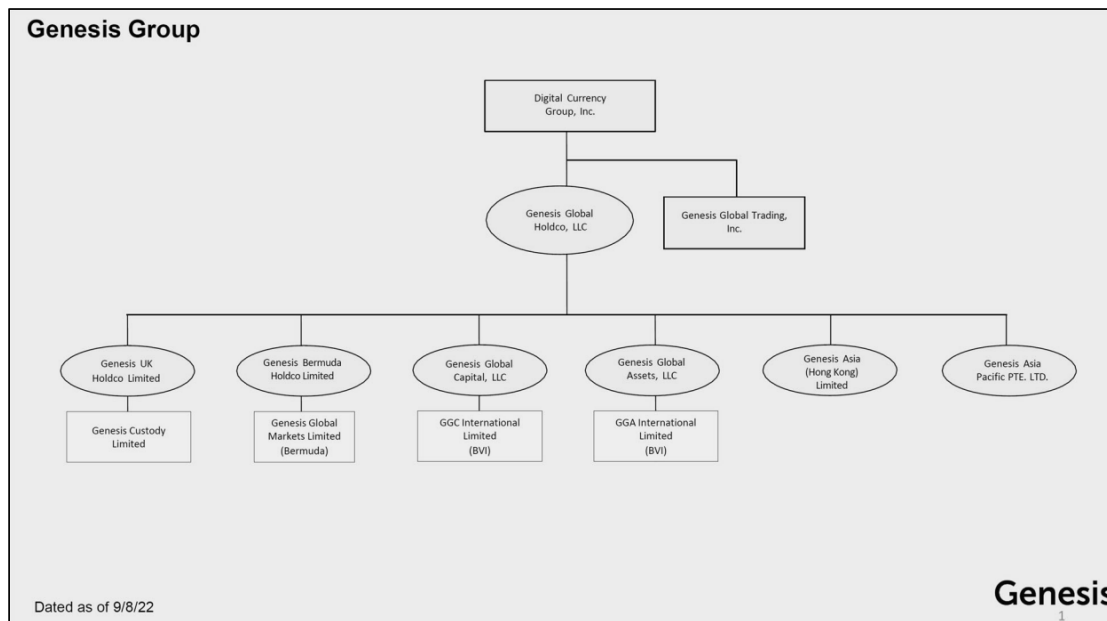 Genesis Group
Digital Currency
Group, Inc.
Genesis Global
Holdco, LLC
Genesis Global Trading,
Inc.
Genesis UK
Holdco Limited
Genesis Bermuda
Holdco Limited
Genesis Global
Capital, LLC
Genesis Global
Assets, LLC
Genesis Asia
(Hong Kong)
Limited
Genesis Asia
Pacific PTE. LTD.
Genesis Custody
Limited
Genesis Global
Markets Limited
(Bermuda)
GGC International
Limited
(BVI)
GGA International
Limited
(BVI)
Dated as of 9/8/22
Genesis
1